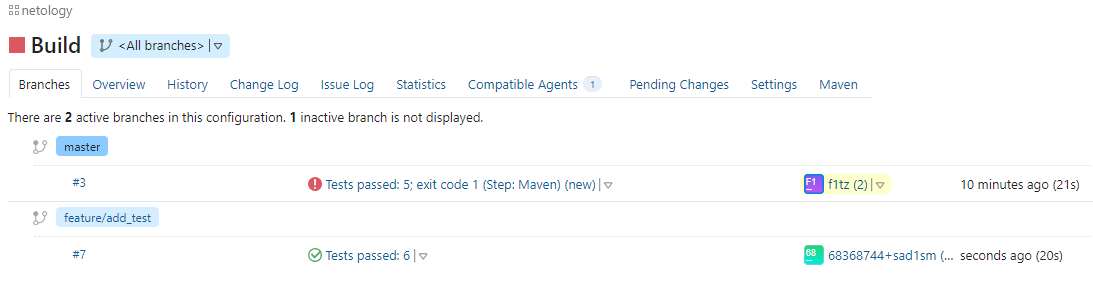 netology
Build <All branches>
Branches Overview History Change Log Issue Log Statistics Compatible Agents 1 Pending Changes Settings Maven
There are 2 active branches in this configuration. 1 inactive branch is not displayed.
master
#3 Tests passed: 5; exit code 1 (Step: Maven) (new) F1 f1tz (2) 10 minutes ago (21s)
feature/add_test
#7 Tests passed: 6 68 68368744+sad1sm (... seconds ago (20s)